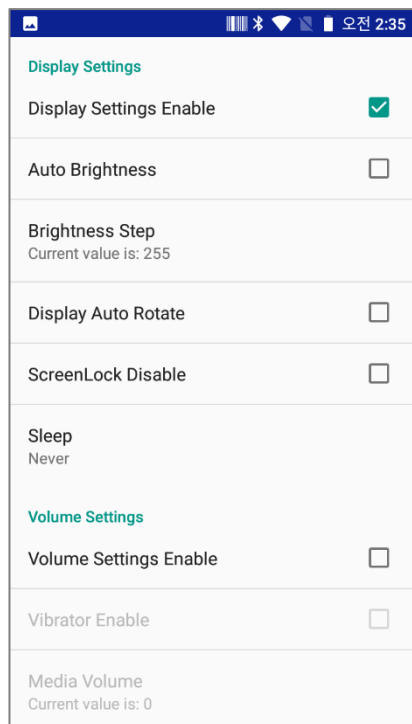 오전 2:35
Display Settings
Display Settings Enable
Auto Brightness
Brightness Step
Current value is: 255
Display Auto Rotate
ScreenLock Disable
Sleep
Never
Volume Settings
Volume Settings Enable
Vibrator Enable
Media Volume
Current value is: 0